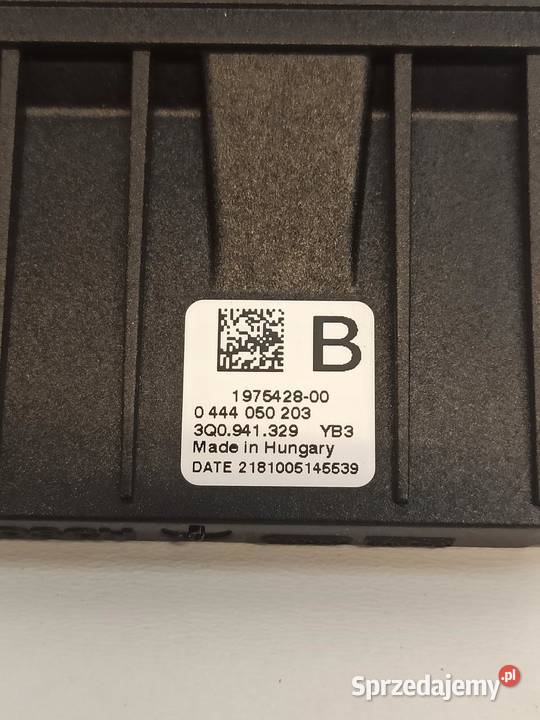 B
1975428-00
0 444 050 203
3Q0.941.329 YB3
Made in Hungary
DATE 2181005145539
Sprzedajemy.pl